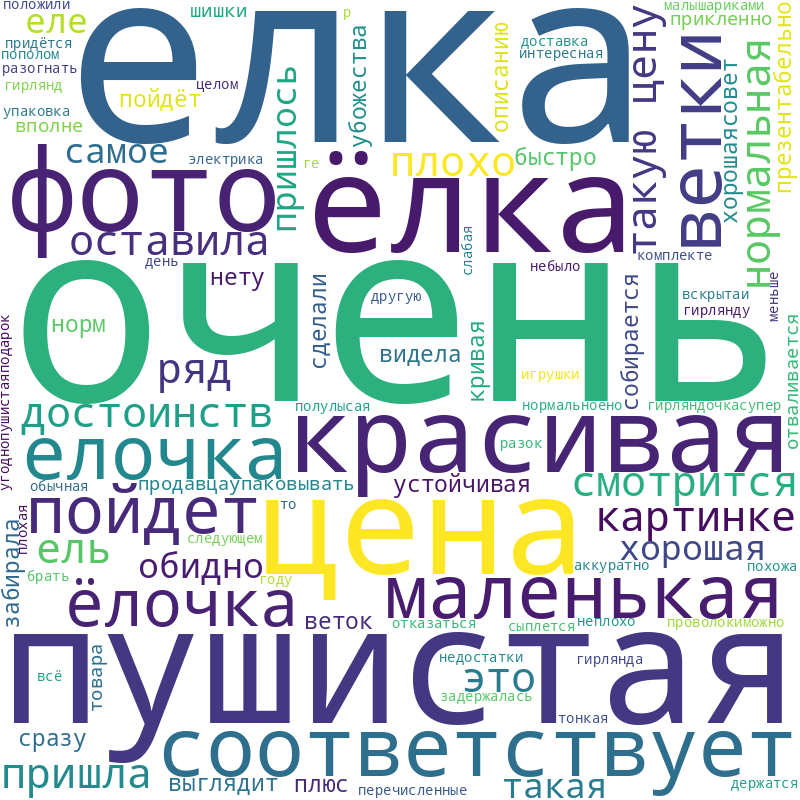 положили
еле
шишки
елка
р
малышариками
прикленно
придётся
пополом
разогнать
гирлянд
целом
пойдёт
упаковка
вполне
самое
электрика
ге
пришлось
убожества
плохо
описанию
доставка
интересная
быстро
такую цену
ветки
хорошаясовет
нормальная
презентабельно
фото
ёлка
оставила
день
нету
слабая
небыло
комплекте
очень
норм
другую
вскрытаи
гирлянду
меньше
сделали
видела
кривая
игрушки
собирается
отваливается
угоднопушистаяподарок
ряд
достоинств
полулысая
нормальноено
гирляндочкасупер
елочка
красивая
разок
обычная
продавцаупаковывать
устойчивая
смотрится
пойдет
то
цена
картинке
плохая
забирала
ель
следующем
хорошая
обидно
брать
году
аккуратно
похожа
ёлочка
маленькая
веток
отказаться
сыплется
неплохо
проволокиможно
пушистая
всё
товара
недостатки
это
гирлянда
задержалась
тонкая
сразу
соответствует
пришла
выглядит
плюс
перечисленные
такая
держатся